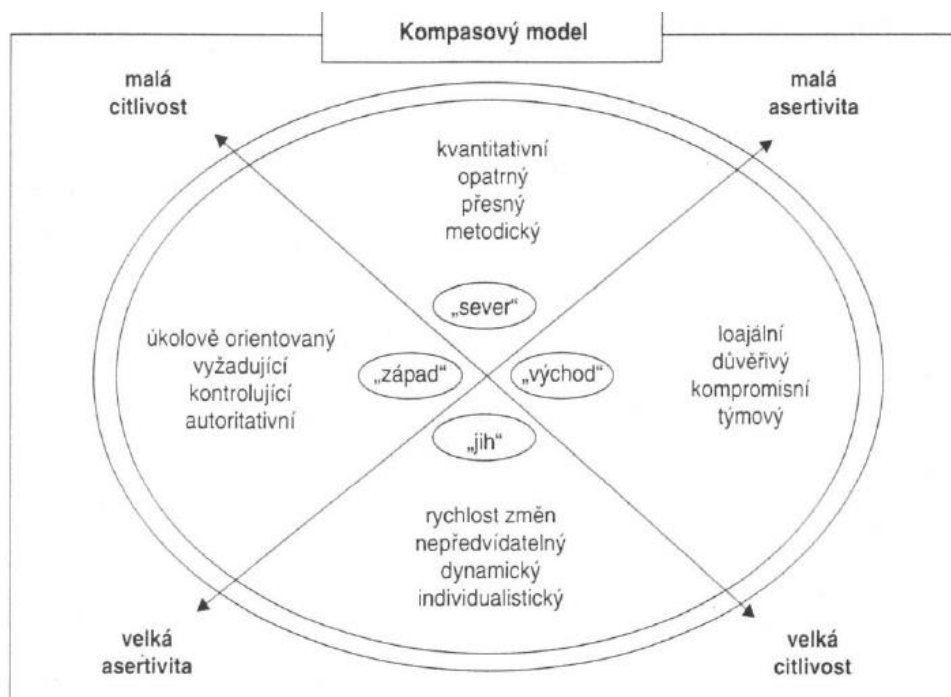 Kompasový model
malá
citlivost
malá
asertivita
kvantitativní
opatrný
přesný
metodický
„sever“
úkolově orientovaný
vyžadující
kontrolující
autoritativní
„západ“
„východ“
loajální
důvěřivý
kompromisní
týmový
„jih“
rychlost změn
nepředvidatelný
dynamický
individualistický
velká
asertivita
velká
citlivost